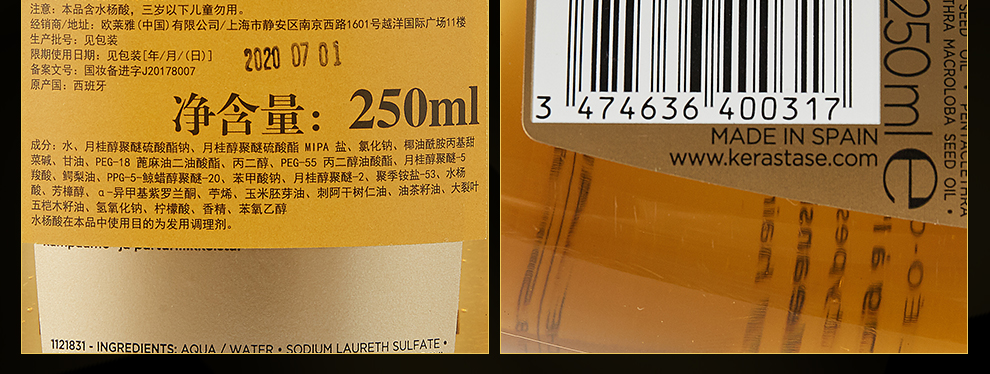 注意：本品含水杨酸，三岁以下儿童勿用。
经销商/地址：欧莱雅(中国)有限公司/上海市静安区南京西路1601号越洋国际广场11楼
生产批号：见包装
限期使用日期：见包装[年/月/(日)]
2020 07 01
备案文号：国妆备进字J20178007
原产国：西班牙
净含量：250ml
成分：水、月桂醇聚醚硫酸酯钠、月桂醇聚醚硫酸酯 MIPA 盐、氯化钠、椰油酰胺丙基甜
菜碱、甘油、PEG-18 蓖麻油二油酸酯、丙二醇、PEG-55 丙二醇油酸酯、月桂醇聚醚-5
羧酸、鳄梨油、PPG-5-鲸蜡醇聚醚-20、苯甲酸钠、月桂醇聚醚-2、聚季铵盐-53、水杨
酸、芳樟醇、α-异甲基紫罗兰酮、苧烯、玉米胚芽油、刺阿干树仁油、油茶籽油、大裂叶
五桤木籽油、氢氧化钠、柠檬酸、香精、苯氧乙醇
水杨酸在本品中使用目的为发用调理剂。
1121831 - INGREDIENTS: AQUA / WATER • SODIUM LAURETH SULFATE •
3 474636 400317
MADE IN SPAIN
www.kerastase.com
250ml e
SEED OIL • PENTACLETHRA
THRA MACROLOBA SEED OIL •